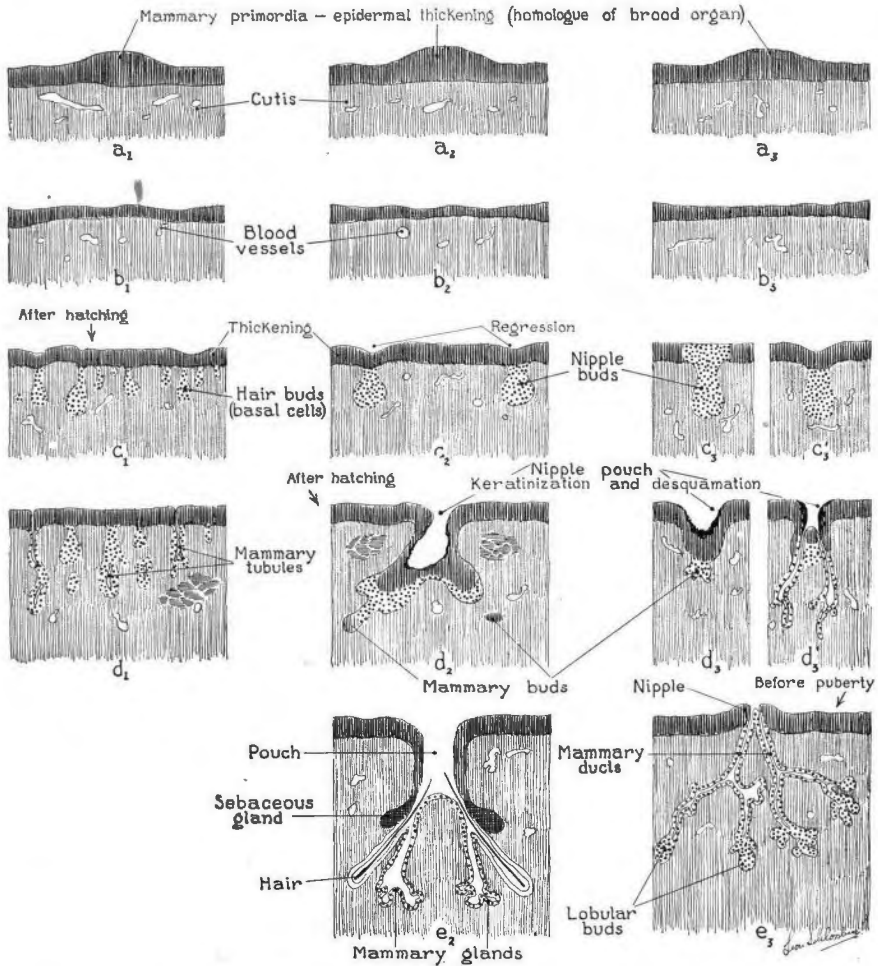 Mammary primordia – epidermal thickening (homologue of brood organ)
Cutis
a₁
a₂
a₃
Blood
vessels
b₁
b₂
b₃
After hatching
Thickening
Regression
Hair buds
(basal cells)
Nipple
buds
c₁
c₂
c₃
c₃'
After hatching
Nipple pouch
Keratinization and desquamation
Mammary
tubules
d₁
d₂
d₃
d₃'
Mammary buds
Nipple
Before puberty
Pouch
Mammary
ducts
Sebaceous
gland
Hair
Lobular
buds
e₂
e₃
Mammary glands